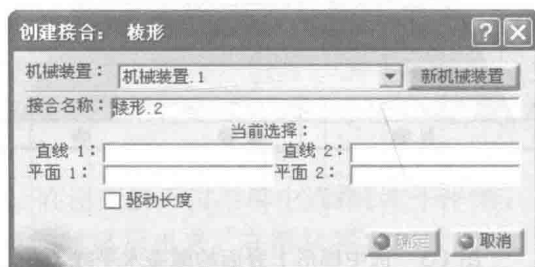 创建接合： 棱形
机械装置： 机械装置.1 新机械装置
接合名称： 棱形.2
当前选择：
直线 1： 直线 2：
平面 1： 平面 2：
驱动长度
确定 取消